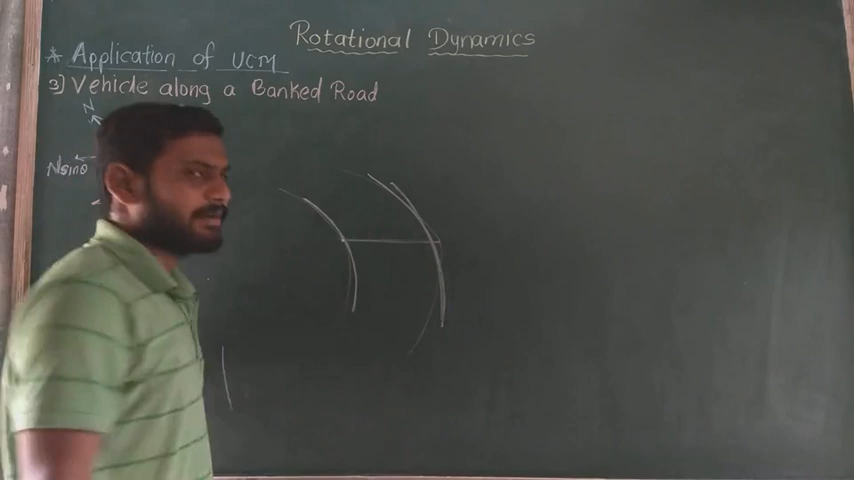 Rotational Dynamics
* Application of UCM
3] Vehicle along a Banked Road
N
Nsinθ